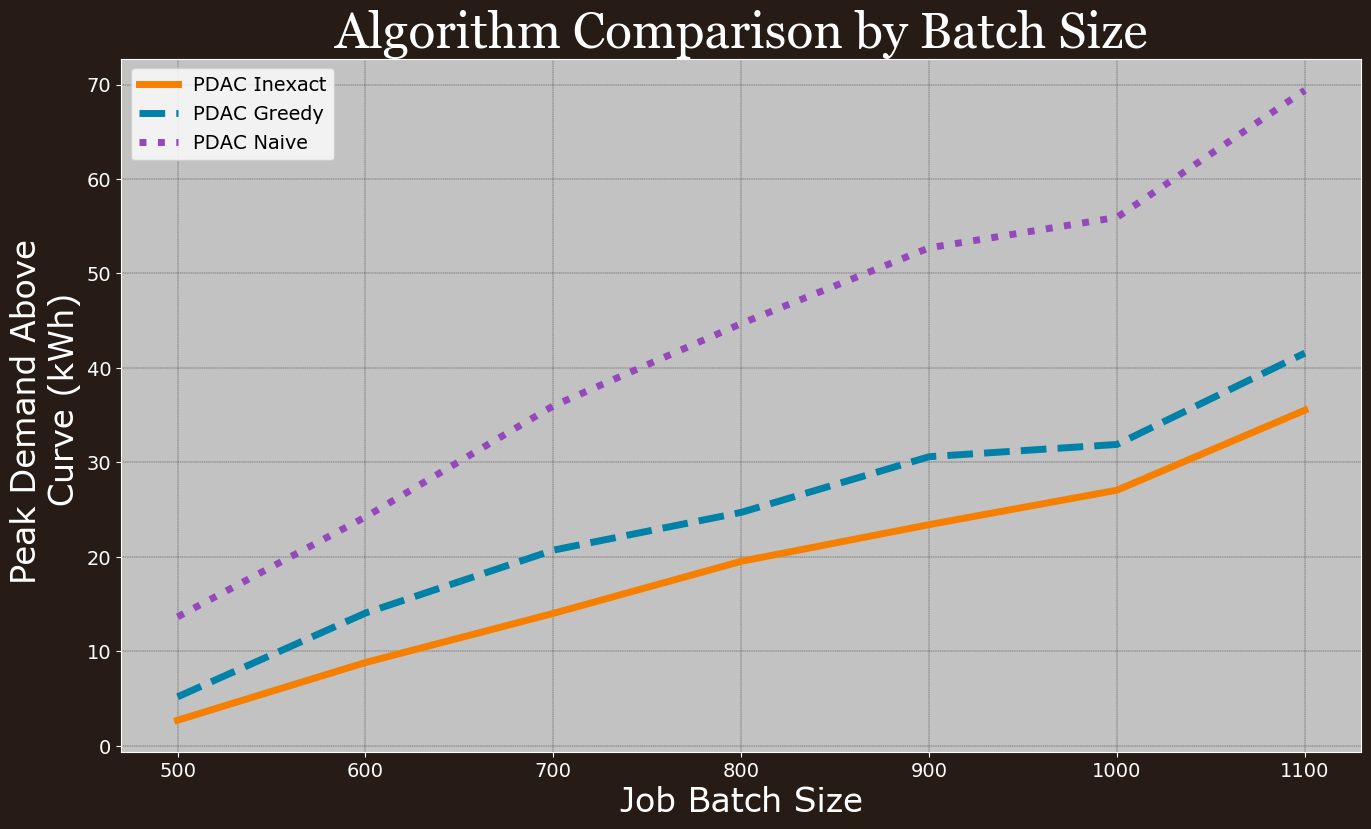 Algorithm Comparison by Batch Size
PDAC Inexact
PDAC Greedy
PDAC Naive
70
60
50
40
30
20
10
0
Peak Demand Above
Curve (kWh)
500 600 700 800 900 1000 1100
Job Batch Size